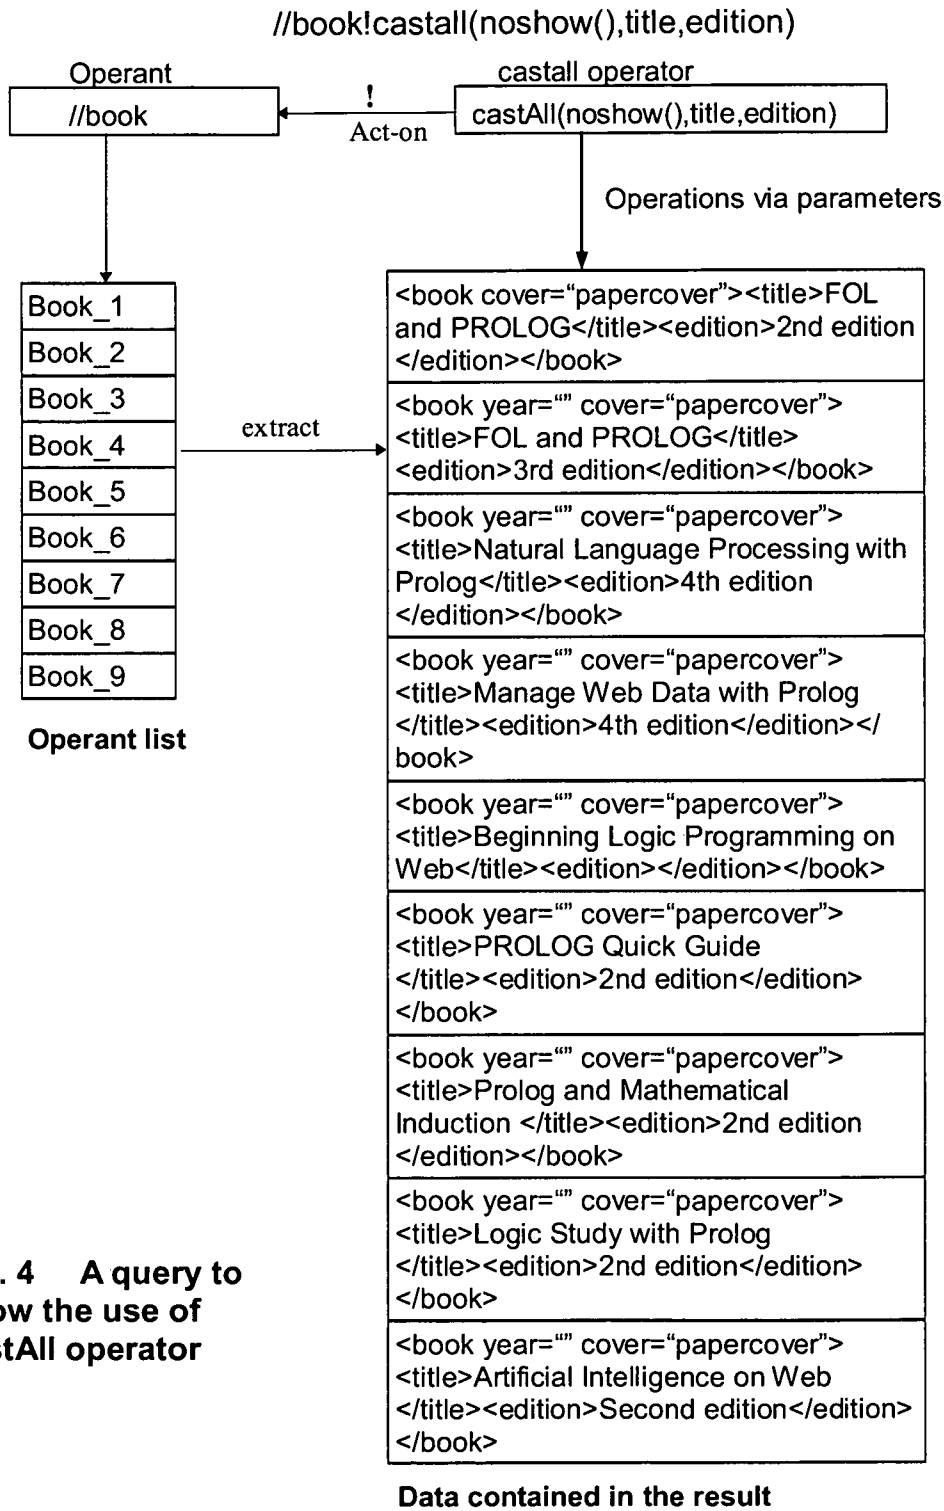 //book!castall(noshow(),title,edition)
Operant
castall operator
//book
!
Act-on
castAll(noshow(),title,edition)
Operations via parameters
Book_1
Book_2
Book_3
Book_4
Book_5
Book_6
Book_7
Book_8
Book_9
Operant list
extract
<book cover=“papercover”><title>FOL
and PROLOG</title><edition>2nd edition
</edition></book>
<book year=“” cover=“papercover”>
<title>FOL and PROLOG</title>
<edition>3rd edition</edition></book>
<book year=“” cover=“papercover”>
<title>Natural Language Processing with
Prolog</title><edition>4th edition
</edition></book>
<book year=“” cover=“papercover”>
<title>Manage Web Data with Prolog
</title><edition>4th edition</edition></
book>
<book year=“” cover=“papercover”>
<title>Beginning Logic Programming on
Web</title><edition></edition></book>
<book year=“” cover=“papercover”>
<title>PROLOG Quick Guide
</title><edition>2nd edition</edition>
</book>
<book year=“” cover=“papercover”>
<title>Prolog and Mathematical
Induction </title><edition>2nd edition
</edition></book>
<book year=“” cover=“papercover”>
<title>Logic Study with Prolog
</title><edition>2nd edition</edition>
</book>
<book year=“” cover=“papercover”>
<title>Artificial Intelligence on Web
</title><edition>Second edition</edition>
</book>
Data contained in the result
. 4 A query to
ow the use of
stAll operator